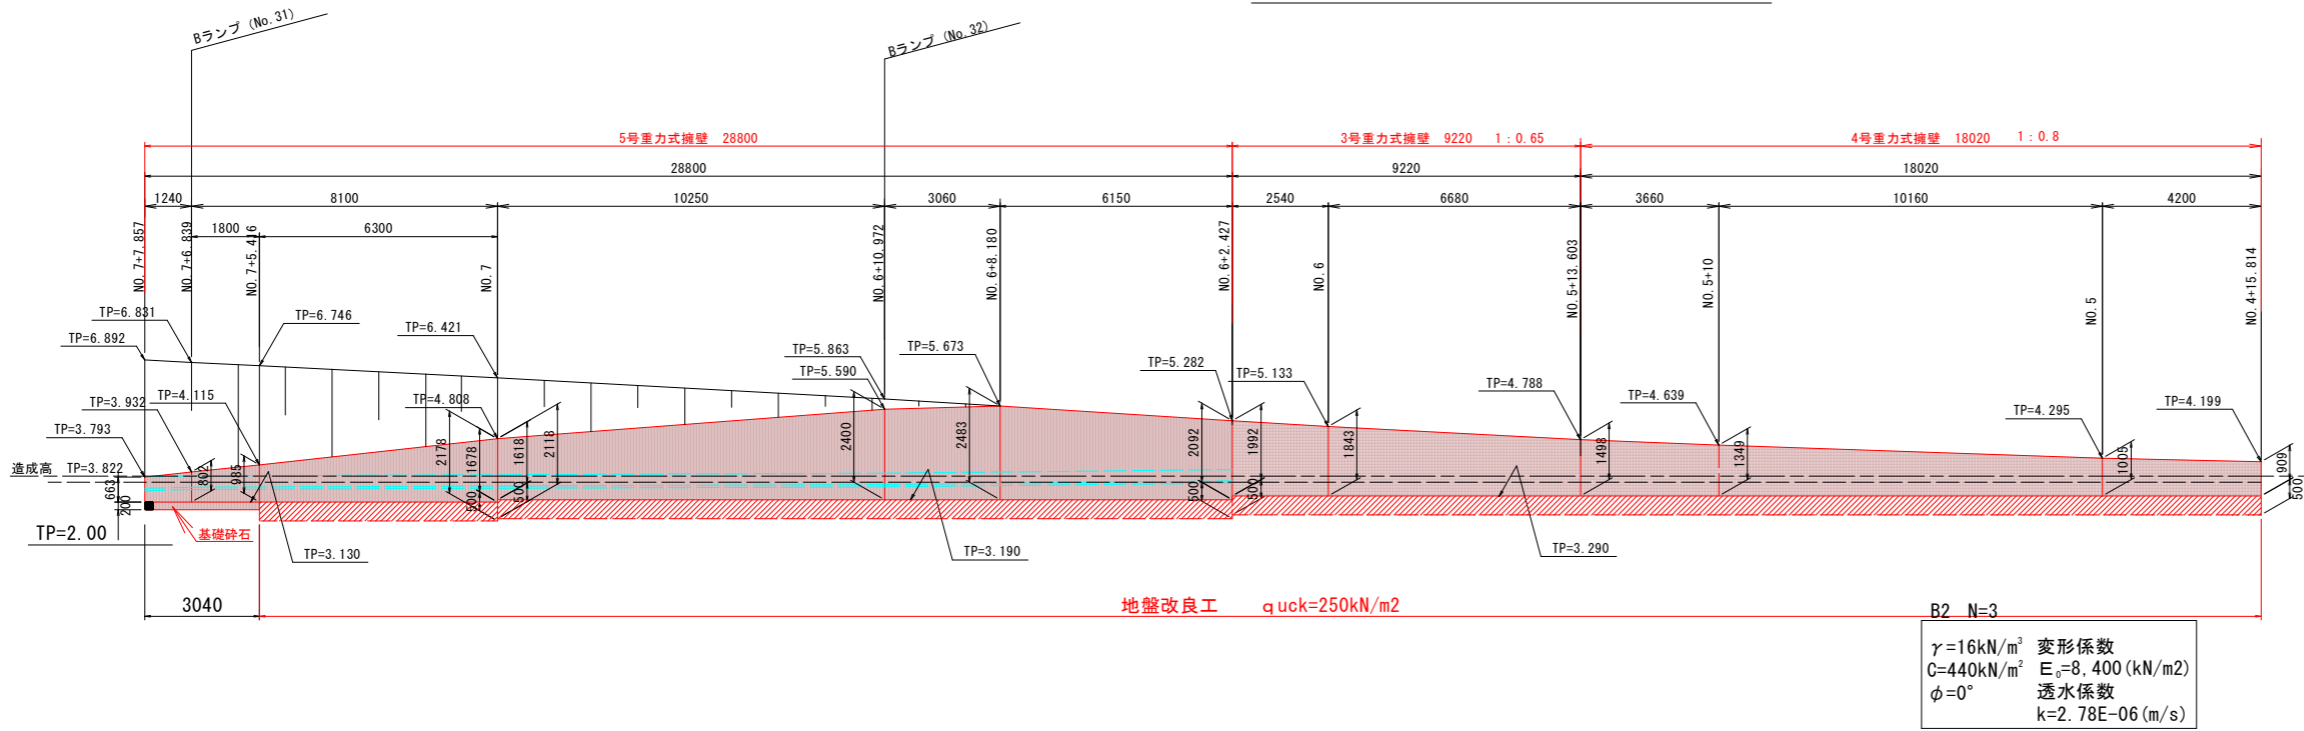 Bランプ (No.31)
Bランプ (No.32)
5号重力式擁壁 28800
3号重力式擁壁 9220 1：0.65
4号重力式擁壁 18020 1：0.8
28800
9220
18020
1240
8100
10250
3060
6150
2540
6680
3660
10160
4200
1800
6300
NO.7+7.857
NO.7+6.839
NO.7+5.416
NO.7
NO.6+10.972
NO.6+8.180
NO.6+2.427
NO.6
NO.5+13.603
NO.5+10
NO.5
NO.4+15.814
TP=6.831
TP=6.892
TP=6.746
TP=6.421
TP=5.863
TP=5.590
TP=5.673
TP=5.282
TP=5.133
TP=4.788
TP=4.639
TP=4.295
TP=4.199
TP=3.932
TP=4.115
TP=4.808
TP=3.793
造成高 TP=3.822
663
200
802
985
2178
1678
500
1618
500
2118
2400
2483
2092
500
1992
500
1843
1498
1349
1005
909
500
TP=2.00
基礎砕石
TP=3.130
TP=3.190
TP=3.290
3040
地盤改良工 quck=250kN/m2
B2 N=3
γ=16kN/m³ 変形係数
C=440kN/m² E₀=8,400(kN/m2)
φ=0° 透水係数
k=2.78E-06(m/s)